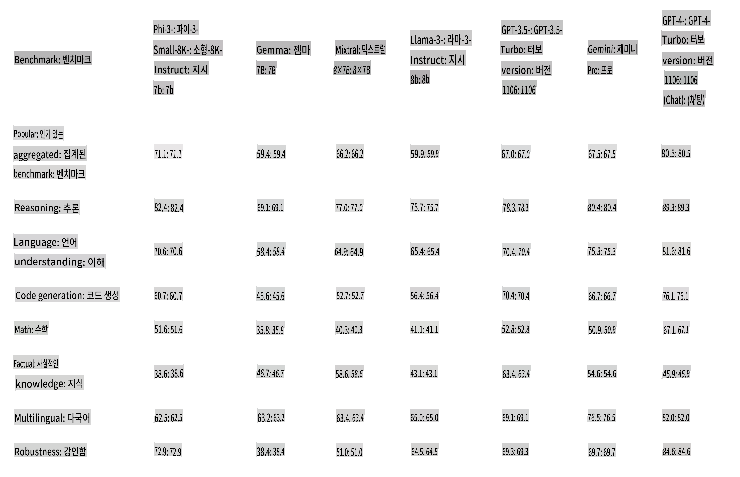 Benchmark: 벤치마크
Phi-3-: 파이-3-
Small-8K-: 소형-8K-
Instruct: 지시
7b: 7b
Gemma: 젬마
7B: 7B
Mixtral: 믹스트랄
8×7B: 8×7B
Llama-3-: 라마-3-
Instruct: 지시
8b: 8b
GPT-3.5-: GPT-3.5-
Turbo: 터보
version: 버전
1106: 1106
Gemini: 제미니
Pro: 프로
GPT-4-: GPT-4-
Turbo: 터보
version: 버전
1106: 1106
(Chat): (채팅)
Popular: 인기 있는
aggregated: 집계된
benchmark: 벤치마크
71.1: 71.1 59.4: 59.4 66.2: 66.2 59.9: 59.9 67.0: 67.0 67.5: 67.5 80.5: 80.5
Reasoning: 추론 82.4: 82.4 69.1: 69.1 77.0: 77.0 75.7: 75.7 78.3: 78.3 80.4: 80.4 89.3: 89.3
Language: 언어
understanding: 이해
70.6: 70.6 58.4: 58.4 64.9: 64.9 65.4: 65.4 70.4: 70.4 75.3: 75.3 81.6: 81.6
Code generation: 코드 생성 60.7: 60.7 45.6: 45.6 52.7: 52.7 56.4: 56.4 70.4: 70.4 66.7: 66.7 76.1: 76.1
Math: 수학 51.6: 51.6 35.8: 35.8 40.3: 40.3 41.1: 41.1 52.8: 52.8 50.9: 50.9 67.1: 67.1
Factual: 사실적인
knowledge: 지식
38.6: 38.6 46.7: 46.7 58.6: 58.6 43.1: 43.1 63.4: 63.4 54.6: 54.6 45.9: 45.9
Multilingual: 다국어 62.5: 62.5 63.2: 63.2 63.4: 63.4 65.0: 65.0 69.1: 69.1 76.5: 76.5 82.0: 82.0
Robustness: 강인함 72.9: 72.9 38.4: 38.4 51.0: 51.0 64.5: 64.5 69.3: 69.3 69.7: 69.7 84.6: 84.6